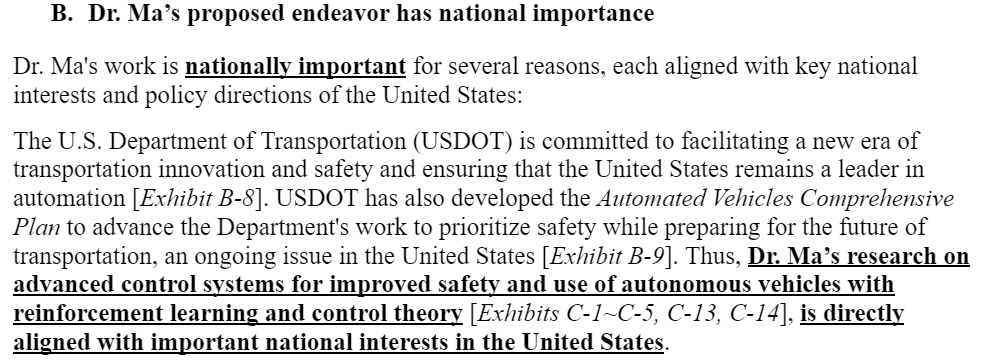 B. Dr. Ma’s proposed endeavor has national importance
Dr. Ma's work is nationally important for several reasons, each aligned with key national
interests and policy directions of the United States:
The U.S. Department of Transportation (USDOT) is committed to facilitating a new era of
transportation innovation and safety and ensuring that the United States remains a leader in
automation [Exhibit B-8]. USDOT has also developed the Automated Vehicles Comprehensive
Plan to advance the Department's work to prioritize safety while preparing for the future of
transportation, an ongoing issue in the United States [Exhibit B-9]. Thus, Dr. Ma’s research on
advanced control systems for improved safety and use of autonomous vehicles with
reinforcement learning and control theory [Exhibits C-1~C-5, C-13, C-14], is directly
aligned with important national interests in the United States.